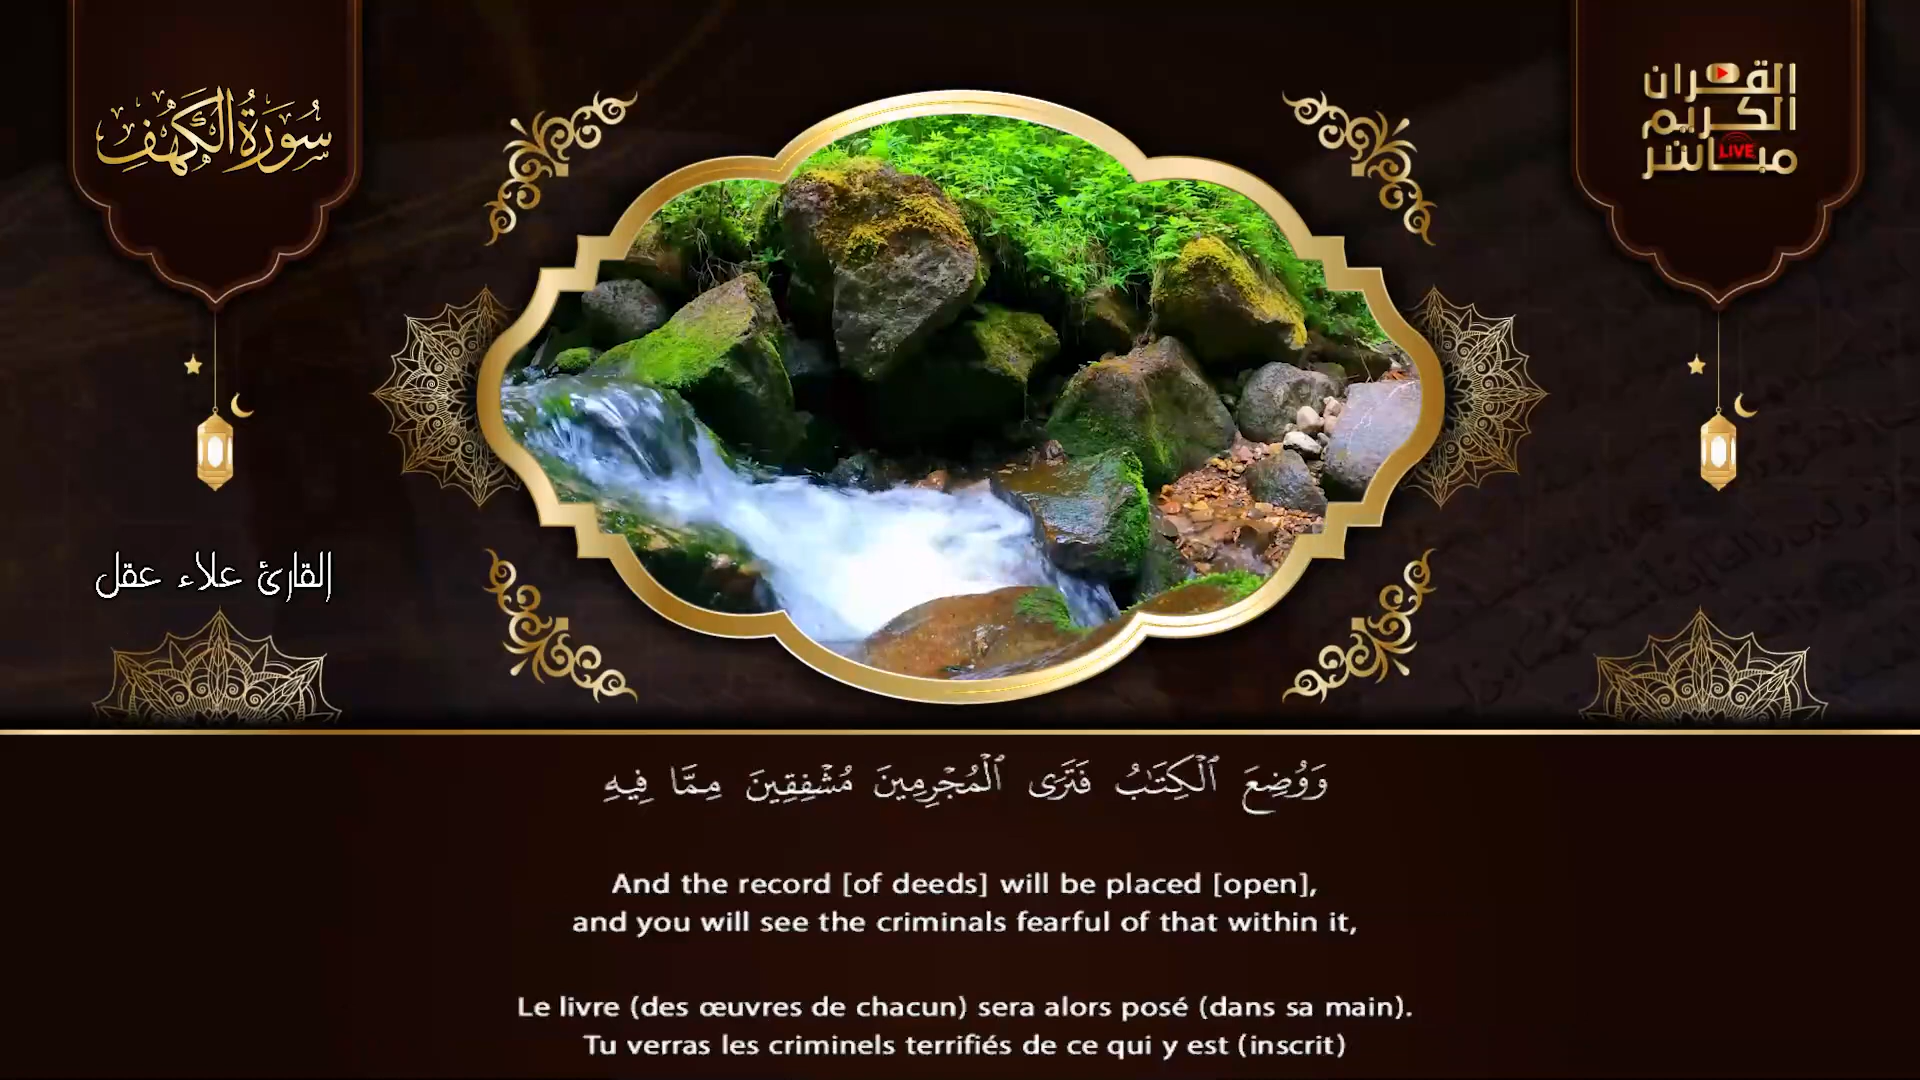 سُورَةُ الكَهْفِ
القرآن
الكريم
مباشر
LIVE
القارئ علاء عقل
وَوُضِعَ ٱلْكِتَٰبُ فَتَرَى ٱلْمُجْرِمِينَ مُشْفِقِينَ مِمَّا فِيهِ
And the record [of deeds] will be placed [open],
and you will see the criminals fearful of that within it,
Le livre (des œuvres de chacun) sera alors posé (dans sa main).
Tu verras les criminels terrifiés de ce qui y est (inscrit)